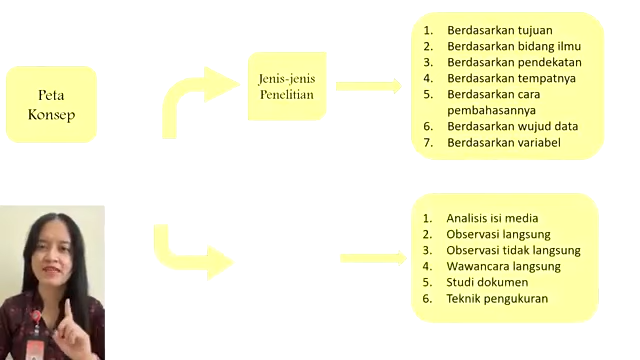 Peta
Konsep
Jenis-jenis
Penelitian
1. Berdasarkan tujuan
2. Berdasarkan bidang ilmu
3. Berdasarkan pendekatan
4. Berdasarkan tempatnya
5. Berdasarkan cara
pembahasannya
6. Berdasarkan wujud data
7. Berdasarkan variabel
1. Analisis isi media
2. Observasi langsung
3. Observasi tidak langsung
4. Wawancara langsung
5. Studi dokumen
6. Teknik pengukuran